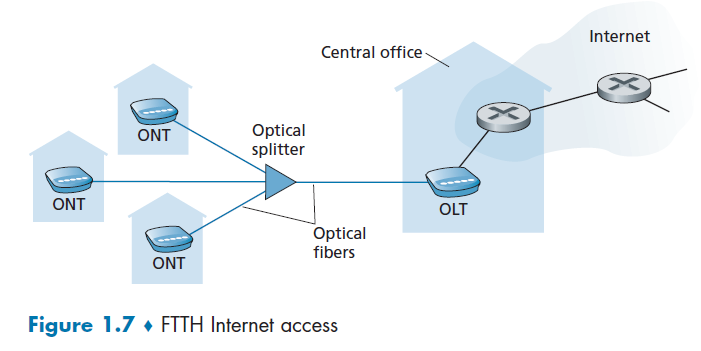 Internet
Central office
ONT
Optical
splitter
ONT
OLT
Optical
fibers
ONT
Figure 1.7 ♦ FTTH Internet access